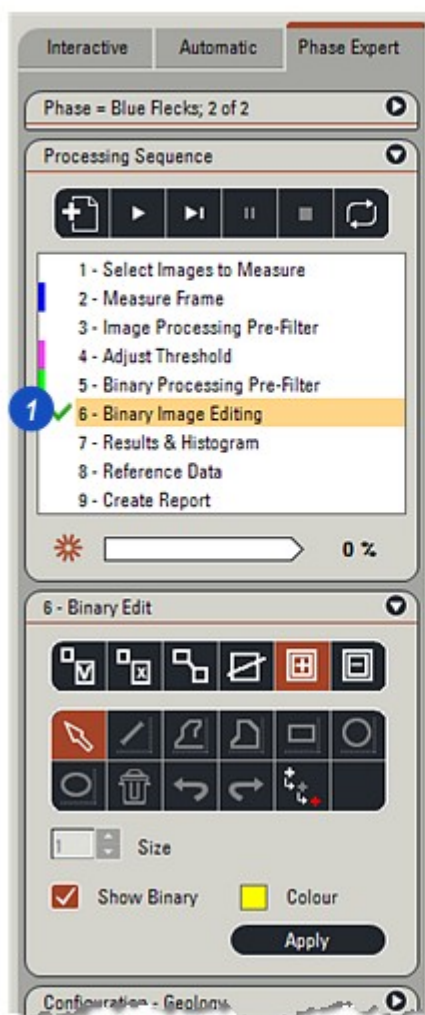 Interactive Automatic Phase Expert
Phase = Blue Flecks; 2 of 2
Processing Sequence
1 - Select Images to Measure
2 - Measure Frame
3 - Image Processing Pre-Filter
4 - Adjust Threshold
5 - Binary Processing Pre-Filter
1
6 - Binary Image Editing
7 - Results & Histogram
8 - Reference Data
9 - Create Report
0 %
6 - Binary Edit
1 Size
Show Binary Colour
Apply
Configuration - Geology